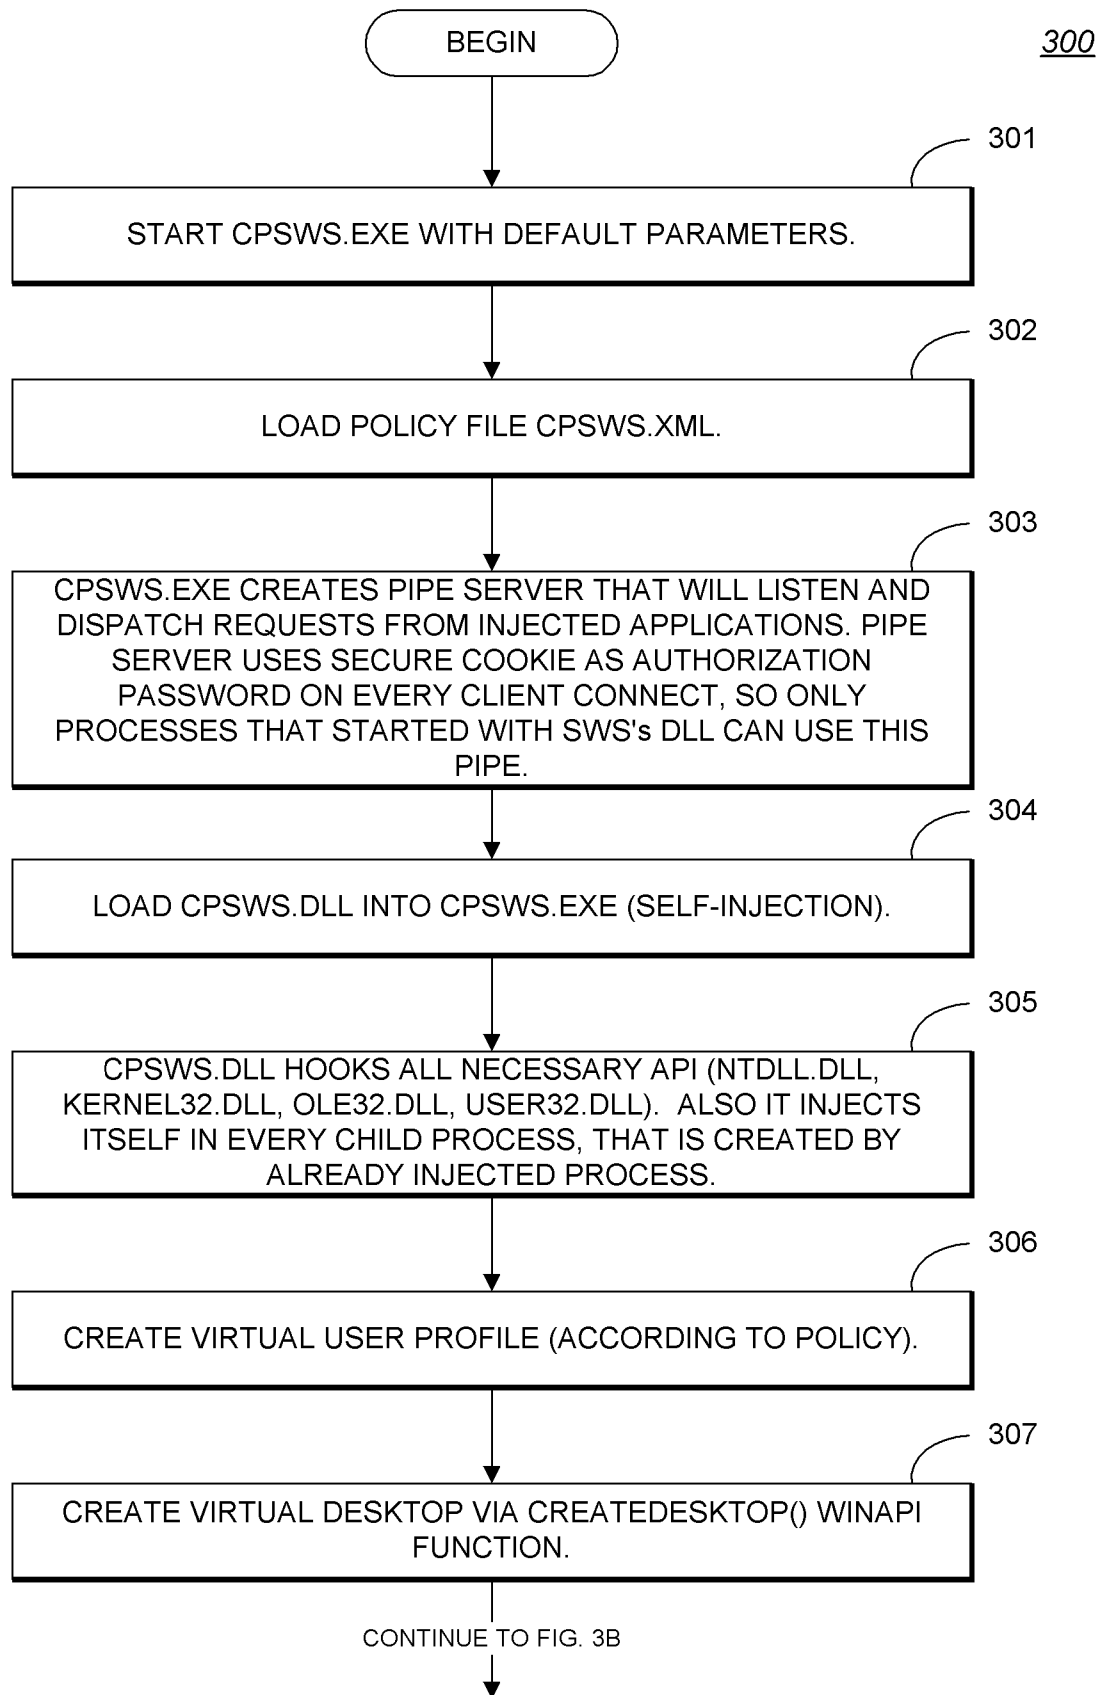 BEGIN
300
301
START CPSWS.EXE WITH DEFAULT PARAMETERS.
302
LOAD POLICY FILE CPSWS.XML.
303
CPSWS.EXE CREATES PIPE SERVER THAT WILL LISTEN AND
DISPATCH REQUESTS FROM INJECTED APPLICATIONS. PIPE
SERVER USES SECURE COOKIE AS AUTHORIZATION
PASSWORD ON EVERY CLIENT CONNECT, SO ONLY
PROCESSES THAT STARTED WITH SWS's DLL CAN USE THIS
PIPE.
304
LOAD CPSWS.DLL INTO CPSWS.EXE (SELF-INJECTION).
305
CPSWS.DLL HOOKS ALL NECESSARY API (NTDLL.DLL,
KERNEL32.DLL, OLE32.DLL, USER32.DLL).  ALSO IT INJECTS
ITSELF IN EVERY CHILD PROCESS, THAT IS CREATED BY
ALREADY INJECTED PROCESS.
306
CREATE VIRTUAL USER PROFILE (ACCORDING TO POLICY).
307
CREATE VIRTUAL DESKTOP VIA CREATEDESKTOP() WINAPI
FUNCTION.
CONTINUE TO FIG. 3B